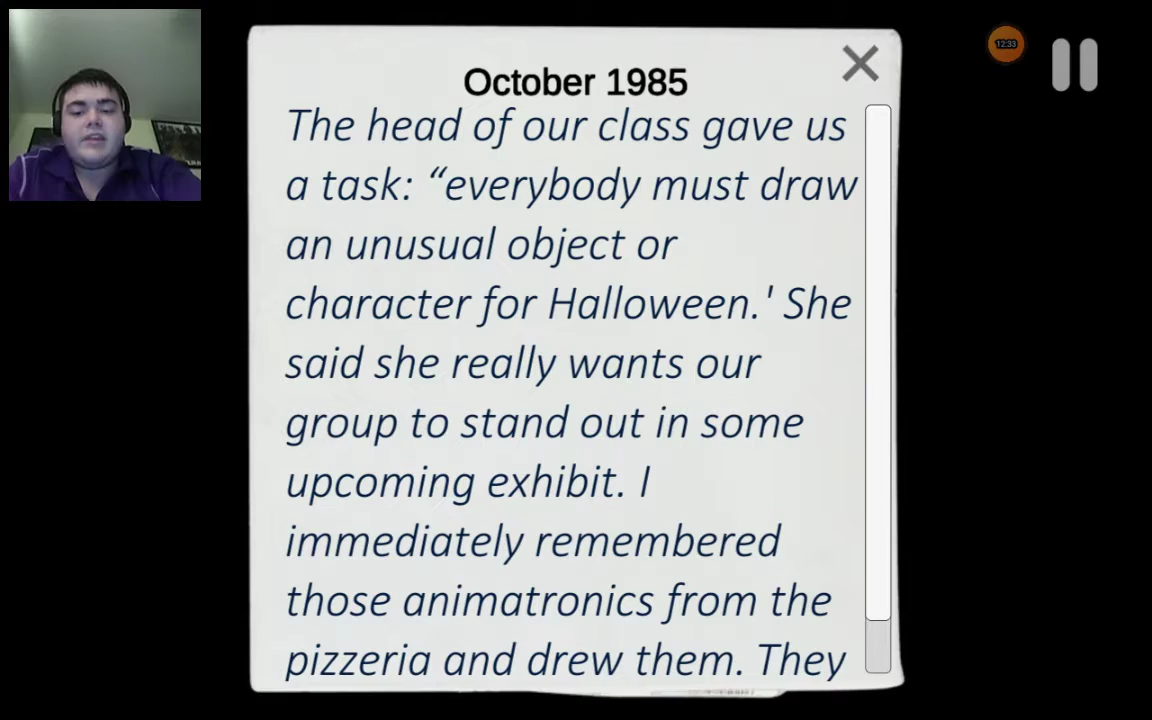 12:33
October 1985
The head of our class gave us
a task: “everybody must draw
an unusual object or
character for Halloween.' She
said she really wants our
group to stand out in some
upcoming exhibit. I
immediately remembered
those animatronics from the
pizzeria and drew them. They